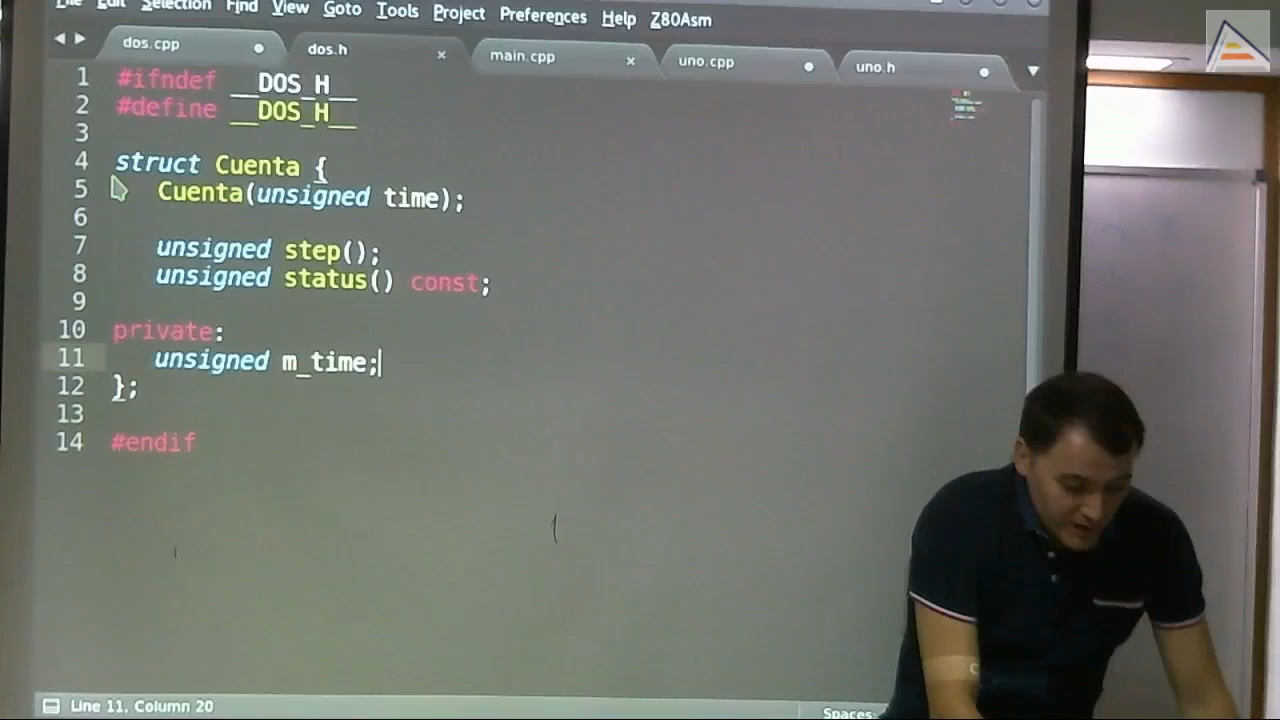 File Edit Selection Find View Goto Tools Project Preferences Help Z80Asm
dos.cpp dos.h main.cpp uno.cpp uno.h
1 #ifndef __DOS_H__
2 #define __DOS_H__
3
4 struct Cuenta {
5 Cuenta(unsigned time);
6
7 unsigned step();
8 unsigned status() const;
9
10 private:
11 unsigned m_time;
12 };
13
14 #endif
Line 11, Column 20
Spaces: